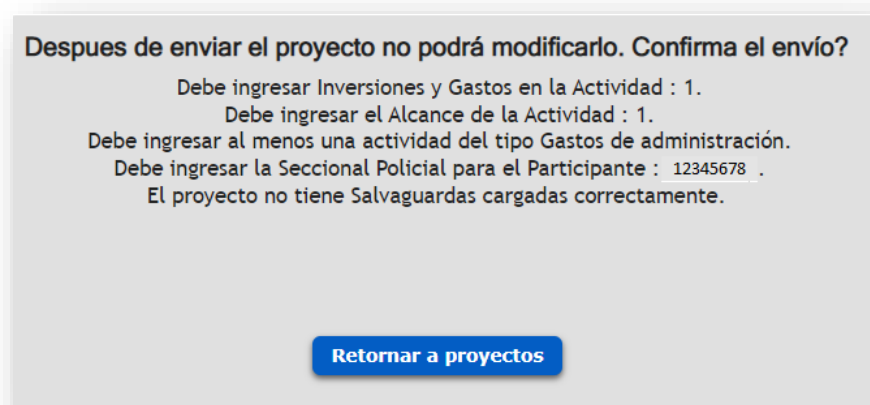 Despues de enviar el proyecto no podrá modificarlo. Confirma el envío?
Debe ingresar Inversiones y Gastos en la Actividad : 1.
Debe ingresar el Alcance de la Actividad : 1.
Debe ingresar al menos una actividad del tipo Gastos de administración.
Debe ingresar la Seccional Policial para el Participante : 12345678 .
El proyecto no tiene Salvaguardas cargadas correctamente.
Retornar a proyectos